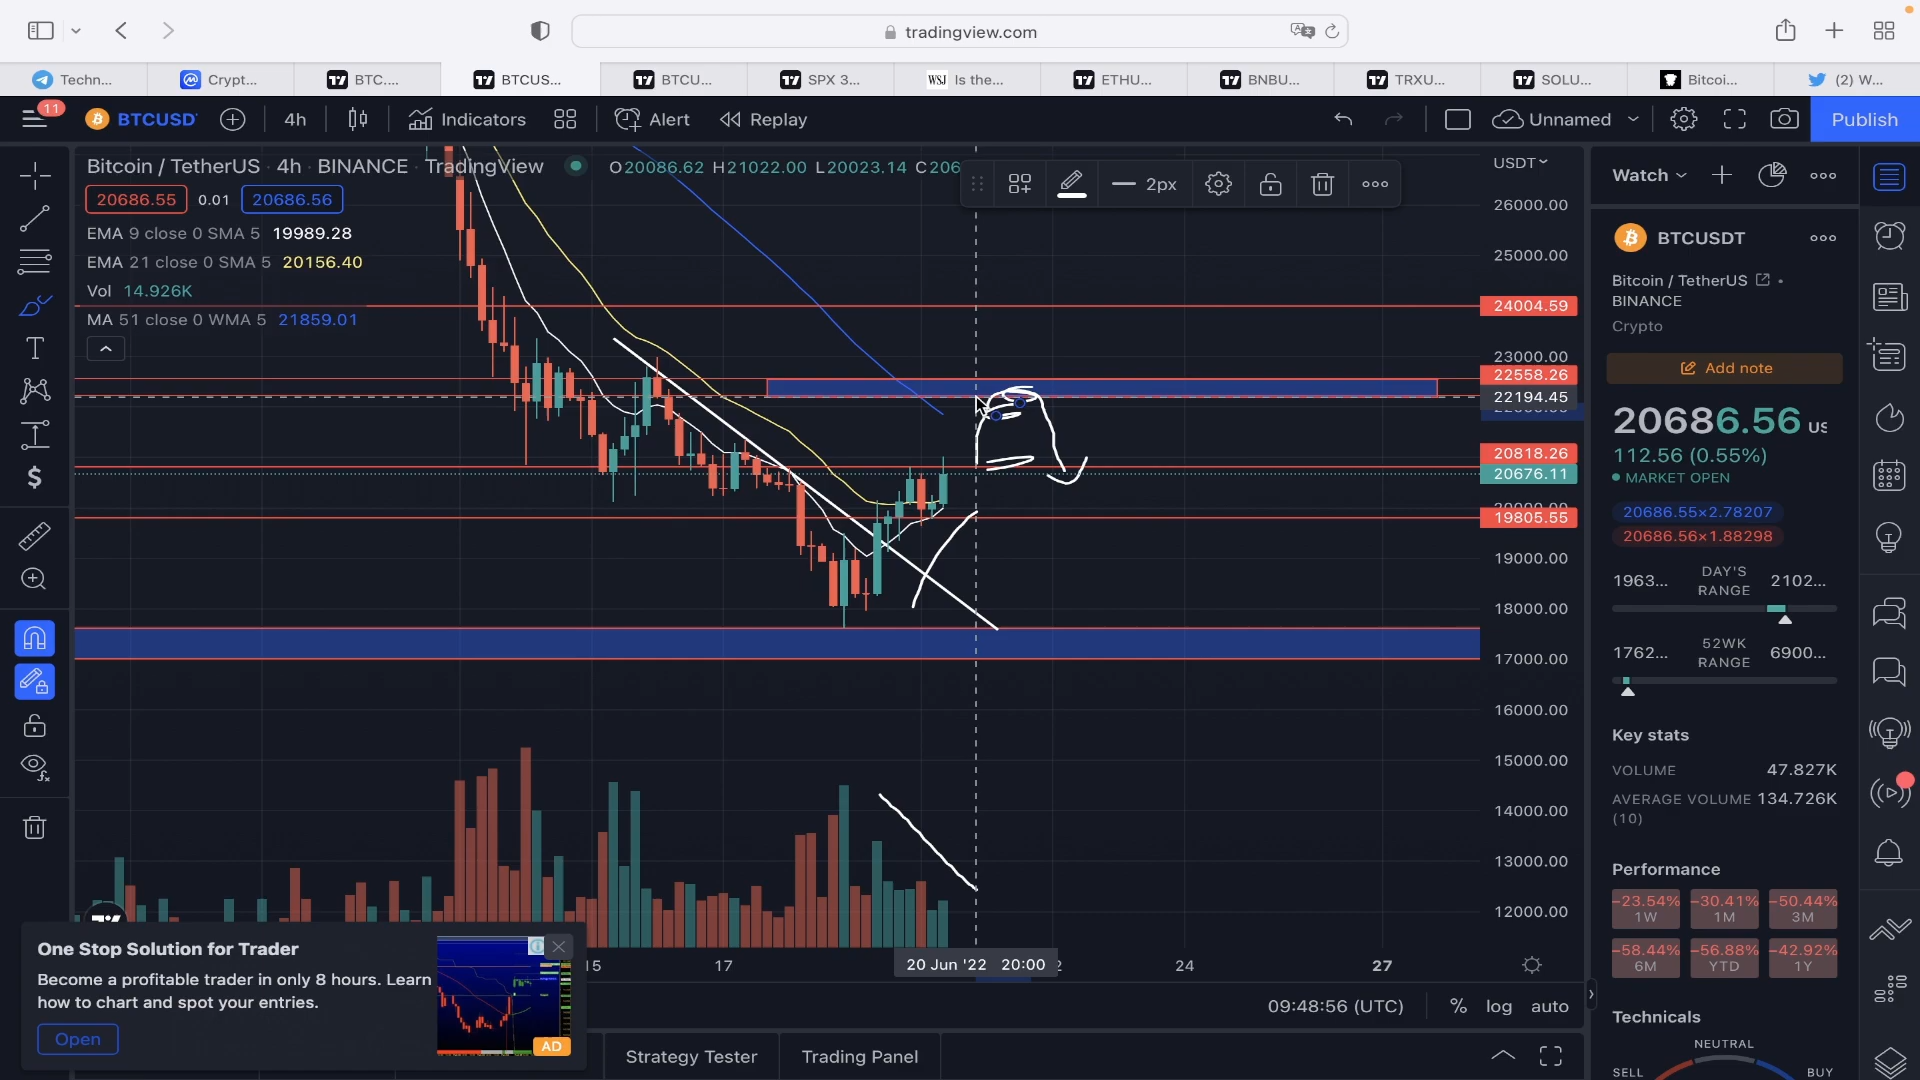 tradingview.com
Techn...
Crypt...
BTC....
BTCUS...
BTCU...
SPX 3...
WSJ Is the...
ETHU...
BNBU...
TRXU...
SOLU...
Bitcoi...
(2) W...
11
BTCUSD
4h
Indicators
Alert
Replay
Unnamed
Publish
Bitcoin / TetherUS · 4h · BINANCE · TradingView
O20086.62 H21022.00 L20023.14 C206
2px
20686.55 0.01 20686.56
EMA 9 close 0 SMA 5 19989.28
EMA 21 close 0 SMA 5 20156.40
Vol 14.926K
MA 51 close 0 WMA 5 21859.01
USDT
26000.00
25000.00
24004.59
23000.00
22558.26
22194.45
20818.26
20676.11
19805.55
19000.00
18000.00
17000.00
16000.00
15000.00
14000.00
13000.00
12000.00
15
17
20 Jun '22 20:00
24
27
09:48:56 (UTC)
%
log
auto
Strategy Tester
Trading Panel
One Stop Solution for Trader
Become a profitable trader in only 8 hours. Learn
how to chart and spot your entries.
Open
AD
Watch
BTCUSDT
Bitcoin / TetherUS •
BINANCE
Crypto
Add note
20686.56
112.56 (0.55%)
MARKET OPEN
20686.55×2.78207
20686.56×1.88298
1963...
DAY'S
RANGE
2102...
1762...
52WK
RANGE
6900...
Key stats
VOLUME 47.827K
AVERAGE VOLUME 134.726K
(10)
Performance
−23.54%
1W
−30.41%
1M
−50.44%
3M
−58.44%
6M
−56.88%
YTD
−42.92%
1Y
Technicals
NEUTRAL
SELL
BUY